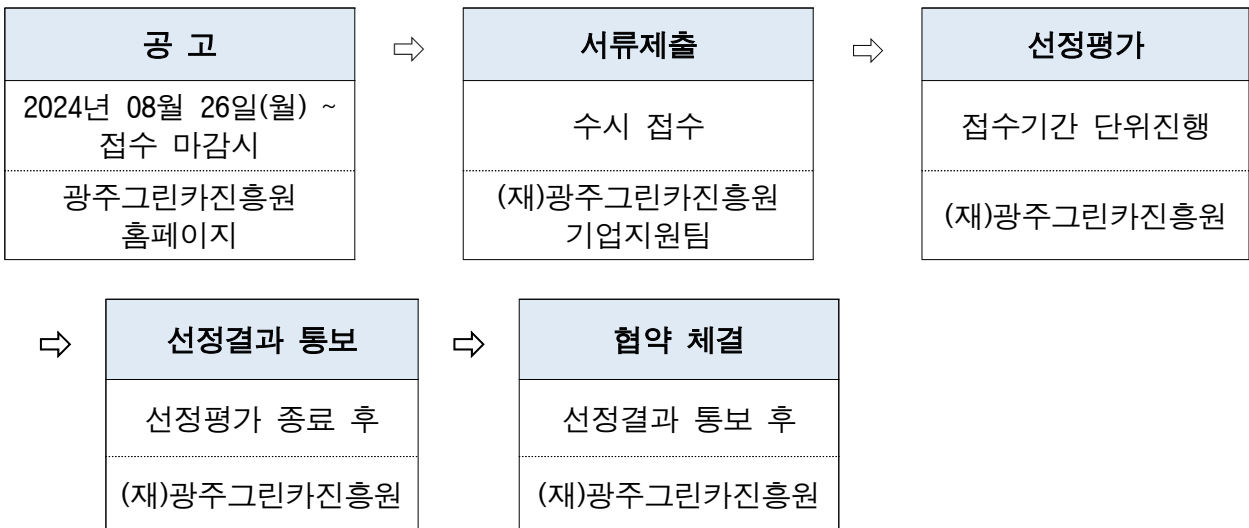 공 고
⇨
서류제출
⇨
선정평가
2024년 08월 26일(월) ~
접수 마감시
수시 접수
접수기간 단위진행
광주그린카진흥원
홈페이지
(재)광주그린카진흥원
기업지원팀
(재)광주그린카진흥원
⇨
선정결과 통보
⇨
협약 체결
선정평가 종료 후
선정결과 통보 후
(재)광주그린카진흥원
(재)광주그린카진흥원